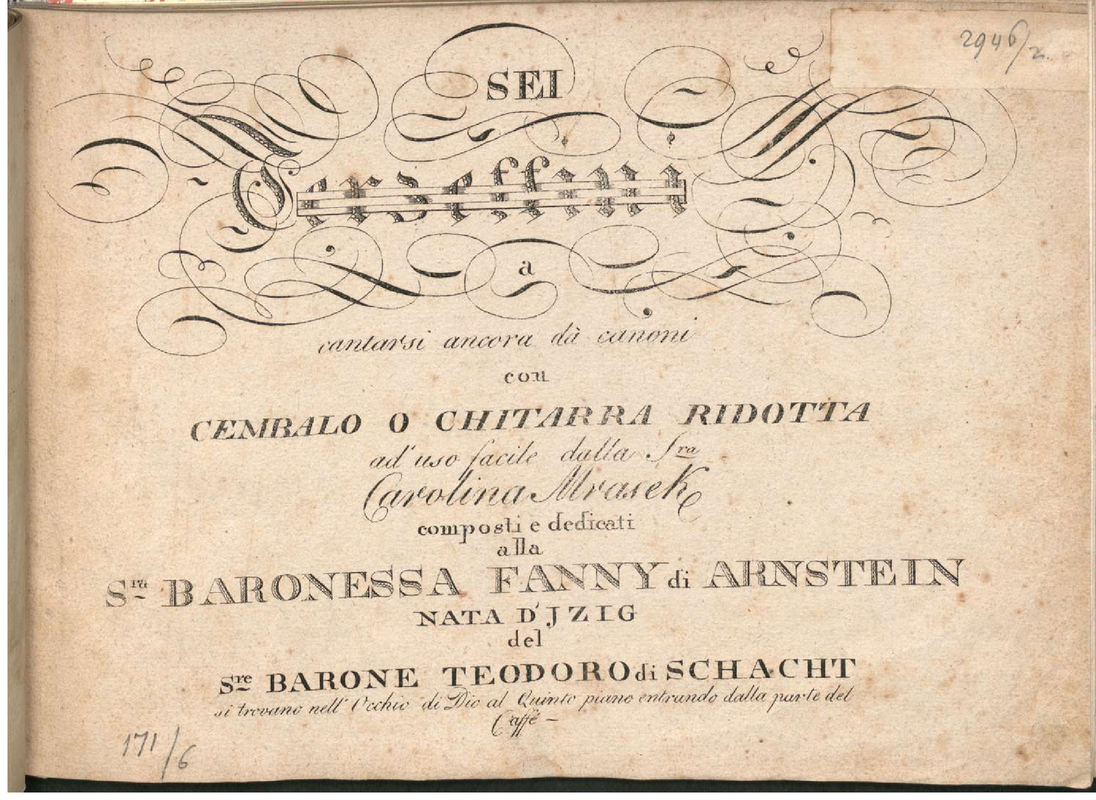 2946/2.
SEI
Terzettini
a
cantarsi ancora dà canoni
con
CEMBALO O CHITARRA RIDOTTA
ad'uso facile dalla Sra
Carolina Mrasek
composti e dedicati
alla
Sra BARONESSA FANNY di ARNSTEIN
NATA D'JZIG
del
Sre BARONE TEODORO di SCHACHT
si trovano nell' Occhio di Dio al Quinto piano entrando dalla parte del
Caffè –
171/6